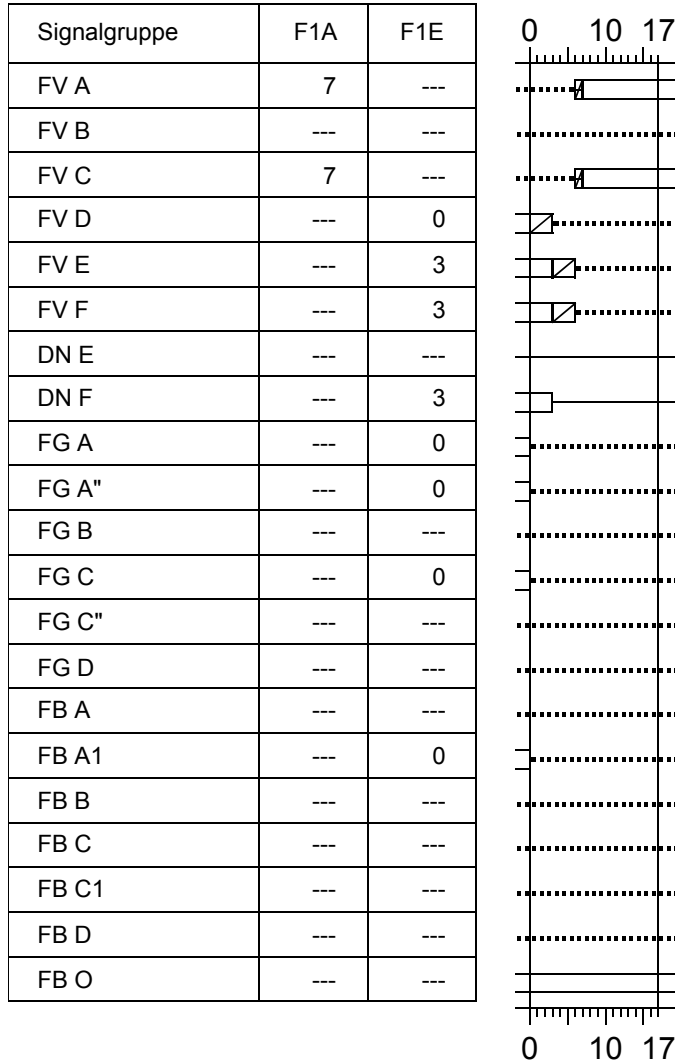 Signalgruppe F1A F1E 0 10 17
FV A 7 ---
FV B --- ---
FV C 7 ---
FV D --- 0
FV E --- 3
FV F --- 3
DN E --- ---
DN F --- 3
FG A --- 0
FG A" --- 0
FG B --- ---
FG C --- 0
FG C" --- ---
FG D --- ---
FB A --- ---
FB A1 --- 0
FB B --- ---
FB C --- ---
FB C1 --- ---
FB D --- ---
FB O --- ---
0 10 17